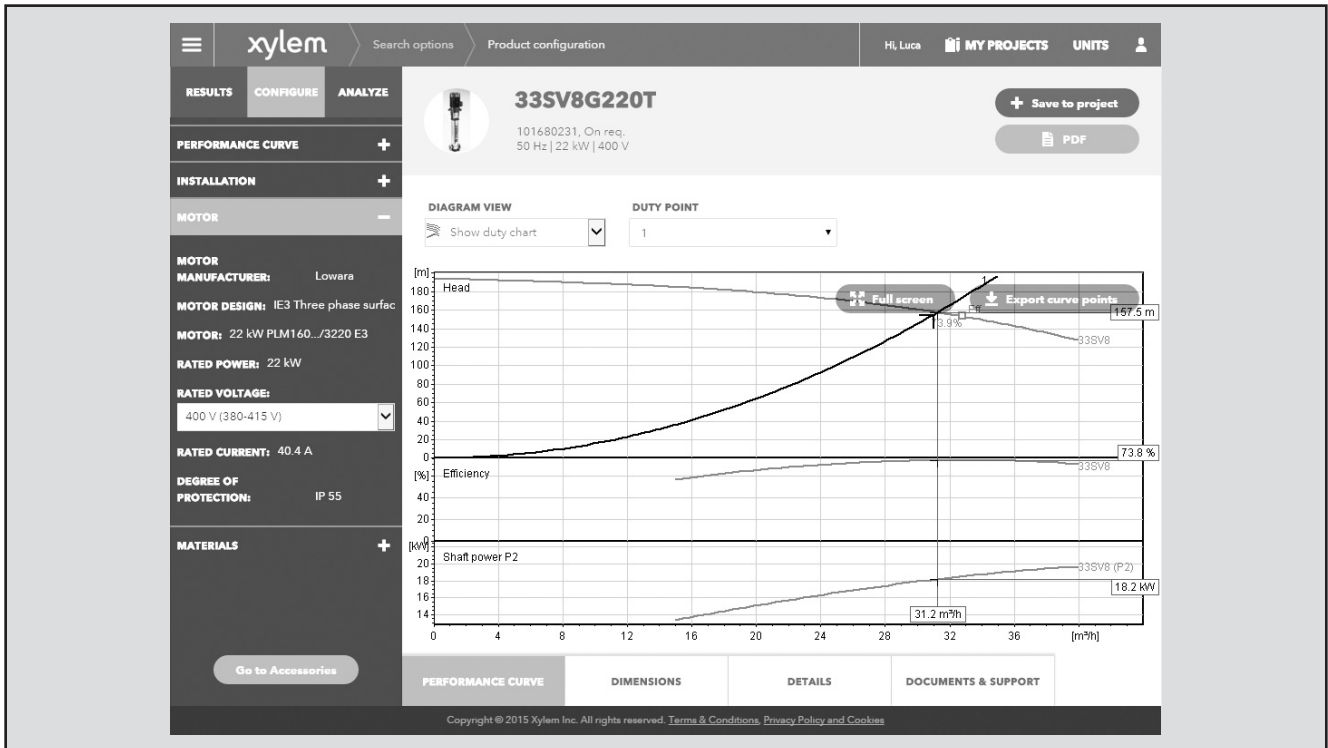 xylem
Search options
Product configuration
Hi, Luca
MY PROJECTS
UNITS
RESULTS
CONFIGURE
ANALYZE
PERFORMANCE CURVE
INSTALLATION
MOTOR
MOTOR
MANUFACTURER: Lowara
MOTOR DESIGN: IE3 Three phase surfac
MOTOR: 22 kW PLM160.../3220 E3
RATED POWER: 22 kW
RATED VOLTAGE:
400 V (380-415 V)
RATED CURRENT: 40.4 A
DEGREE OF
PROTECTION: IP 55
MATERIALS
Go to Accessories
33SV8G220T
101680231, On req.
50 Hz | 22 kW | 400 V
Save to project
PDF
DIAGRAM VIEW
Show duty chart
DUTY POINT
1
[m]
Head
180
160
140
120
100
80
60
40
20
0
1
Full screen
Export curve points
Eff
157.5 m
73.9%
33SV8
73.8 %
[%]
Efficiency
40
20
0
33SV8
[kW]
Shaft power P2
20
18
16
14
33SV8 (P2)
18.2 kW
31.2 m³/h
0 4 8 12 16 20 24 28 32 36 [m³/h]
PERFORMANCE CURVE
DIMENSIONS
DETAILS
DOCUMENTS & SUPPORT
Copyright © 2015 Xylem Inc. All rights reserved. Terms & Conditions, Privacy Policy and Cookies